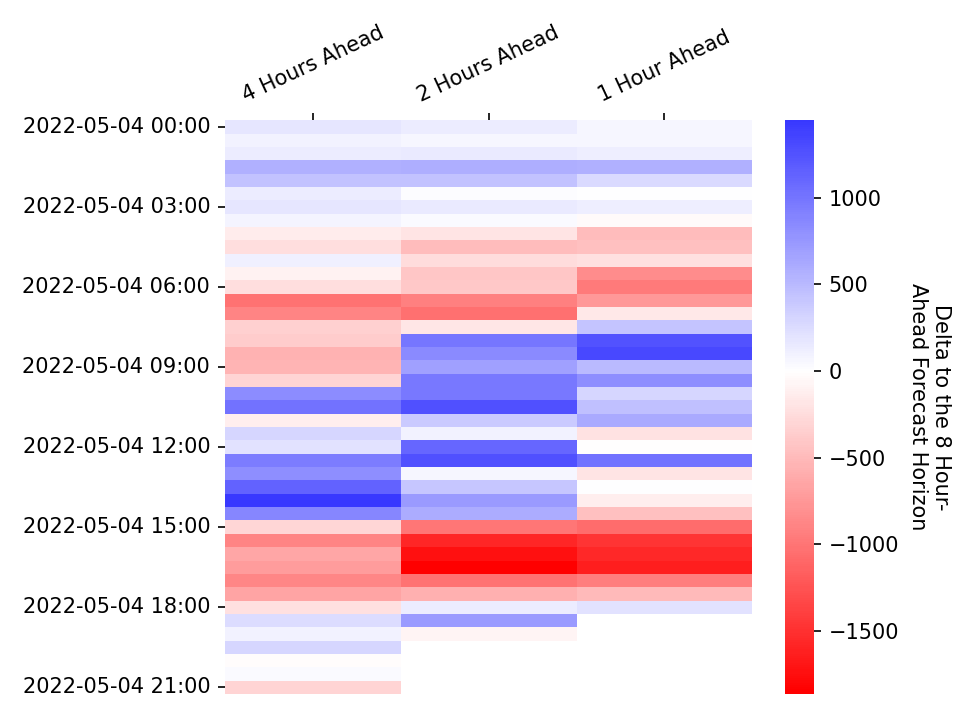 4 Hours Ahead
2 Hours Ahead
1 Hour Ahead
2022-05-04 00:00
2022-05-04 03:00
2022-05-04 06:00
2022-05-04 09:00
2022-05-04 12:00
2022-05-04 15:00
2022-05-04 18:00
2022-05-04 21:00
1000
500
0
−500
−1000
−1500
Delta to the 8 Hour-
Ahead Forecast Horizon